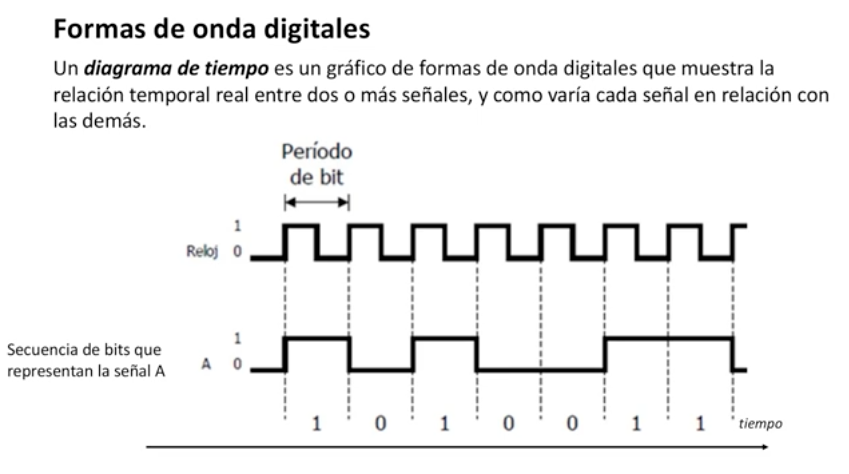 Formas de onda digitales
Un diagrama de tiempo es un gráfico de formas de onda digitales que muestra la
relación temporal real entre dos o más señales, y como varía cada señal en relación con
las demás.
Período
de bit
1
Reloj 0
Secuencia de bits que
representan la señal A
1
A 0
1 0 1 0 0 1 1 tiempo